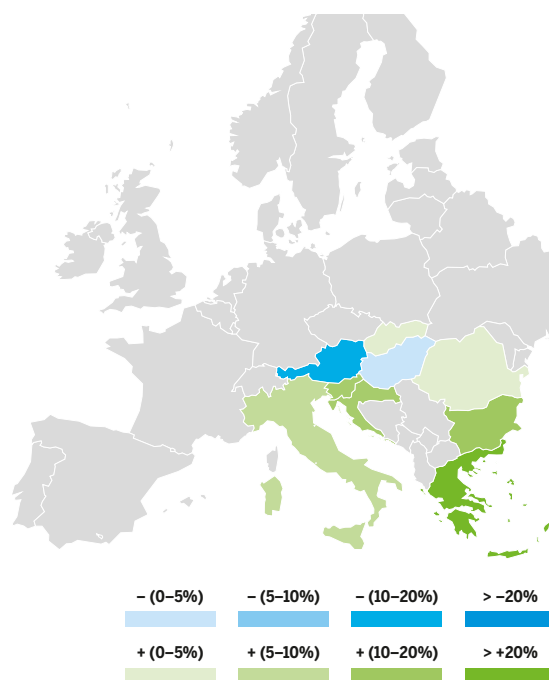 – (0–5%) – (5–10%) – (10–20%) > –20%
+ (0–5%) + (5–10%) + (10–20%) > +20%